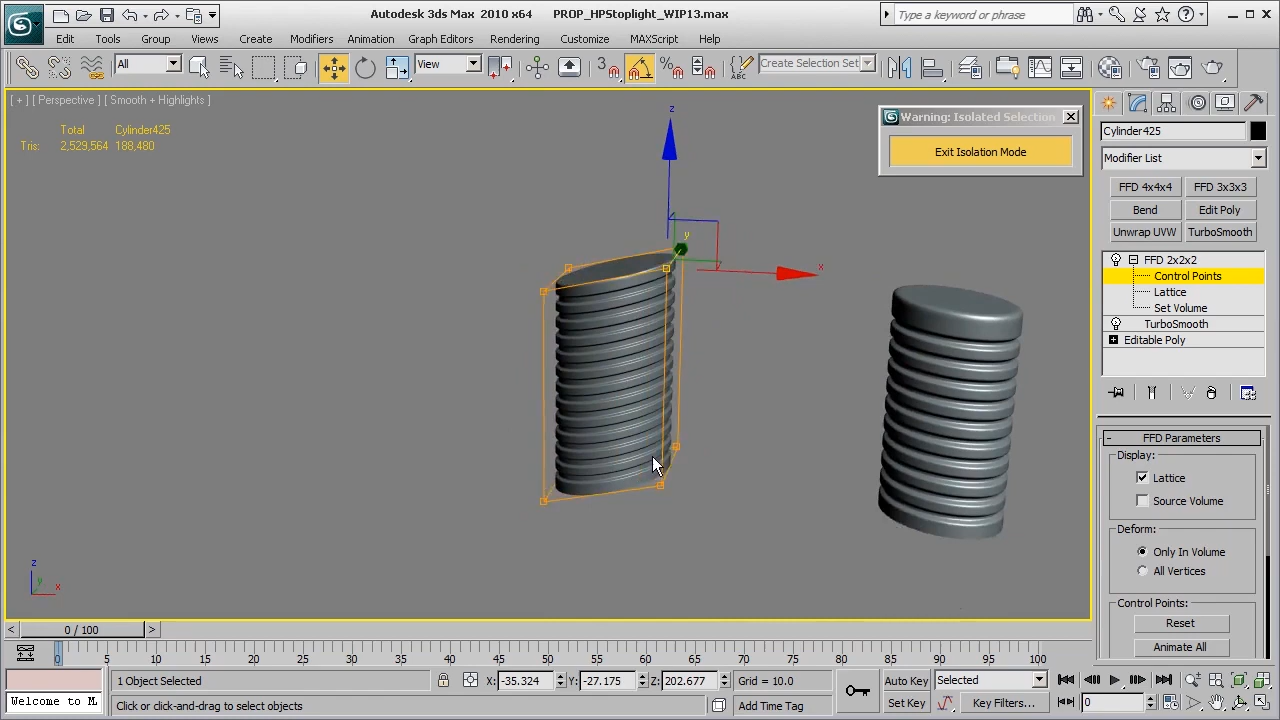 Autodesk 3ds Max 2010 x64 PROP_HPStoplight_WIP13.max
Type a keyword or phrase
Edit Tools Group Views Create Modifiers Animation Graph Editors Rendering Customize MAXScript Help
All View Create Selection Set
[ + ] [ Perspective ] [ Smooth + Highlights ]
Total Cylinder425
Tris: 2,529,564 188,480
Warning: Isolated Selection
Exit Isolation Mode
z
y
x
z
y
x
Cylinder425
Modifier List
FFD 4x4x4 FFD 3x3x3
Bend Edit Poly
Unwrap UVW TurboSmooth
FFD 2x2x2
Control Points
Lattice
Set Volume
TurboSmooth
Editable Poly
FFD Parameters
Display:
Lattice
Source Volume
Deform:
Only In Volume
All Vertices
Control Points:
Reset
Animate All
0 / 100
0 5 10 15 20 25 30 35 40 45 50 55 60 65 70 75 80 85 90 95 100
1 Object Selected X: -35.324 Y: -27.175 Z: 202.677 Grid = 10.0 Auto Key Selected
Welcome to M Click or click-and-drag to select objects Add Time Tag Set Key Key Filters... 0